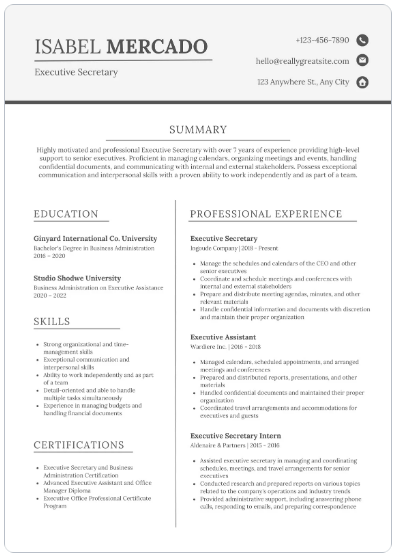 ISABEL MERCADO
Executive Secretary
+123-456-7890
hello@reallygreatsite.com
123 Anywhere St., Any City
SUMMARY
Highly motivated and professional Executive Secretary with over 7 years of experience providing high-level
support to senior executives. Proficient in managing calendars, organizing meetings and events, handling
confidential documents, and communicating with internal and external stakeholders. Possess exceptional
communication and interpersonal skills with a proven ability to work independently and as part of a team.
EDUCATION
Ginyard International Co. University
Bachelor's Degree in Business Administration
2016 - 2020
Studio Shodwe University
Business Administration on Executive Assistance
2020 - 2022
SKILLS
• Strong organizational and time-
management skills
• Exceptional communication and
interpersonal skills
• Ability to work independently and as part
of a team
• Detail-oriented and able to handle
multiple tasks simultaneously
• Experience in managing budgets and
handling financial documents
CERTIFICATIONS
• Executive Secretary and Business
Administration Certification
• Advanced Executive and Office
Manager Diploma
• Executive Office Professional Certificate
Program
PROFESSIONAL EXPERIENCE
Executive Secretary
Ingoude Company | 2018 - Present
• Manage the schedules and calendars of the CEO and other
senior executives
• Coordinate and schedule meetings and conferences with
internal and external stakeholders
• Prepare and distribute meeting agendas, minutes, and other
relevant materials
• Handle confidential information and documents with discretion
and maintain their proper organization
Executive Assistant
Wardiere Inc. | 2016 - 2018
• Managed calendars, scheduled appointments, and arranged
meetings and conferences
• Prepared and distributed reports, presentations, and other
materials
• Handled confidential documents and maintained their proper
organization
• Coordinated travel arrangements and accommodations for
executives and guests
Executive Secretary Intern
Aldenaire & Partners | 2015 - 2016
• Assisted executive secretary in managing and coordinating
schedules, meetings, and travel arrangements for senior
executives
• Conducted research and prepared reports on various topics
related to the company's operations and industry trends
• Provided administrative support, including answering phone
calls, responding to emails, and preparing correspondence